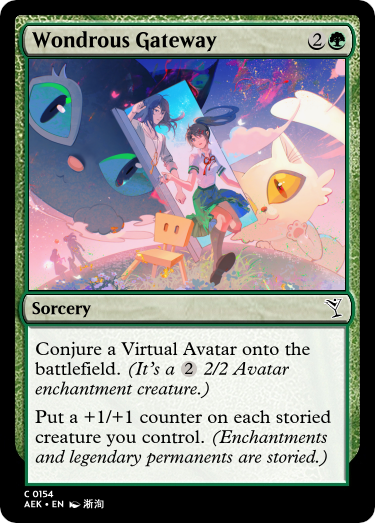 Wondrous Gateway 2
Sorcery
Conjure a Virtual Avatar onto the
battlefield. (It's a 2 2/2 Avatar
enchantment creature.)
Put a +1/+1 counter on each storied
creature you control. (Enchantments
and legendary permanents are storied.)
C 0154
AEK • EN 淅洵